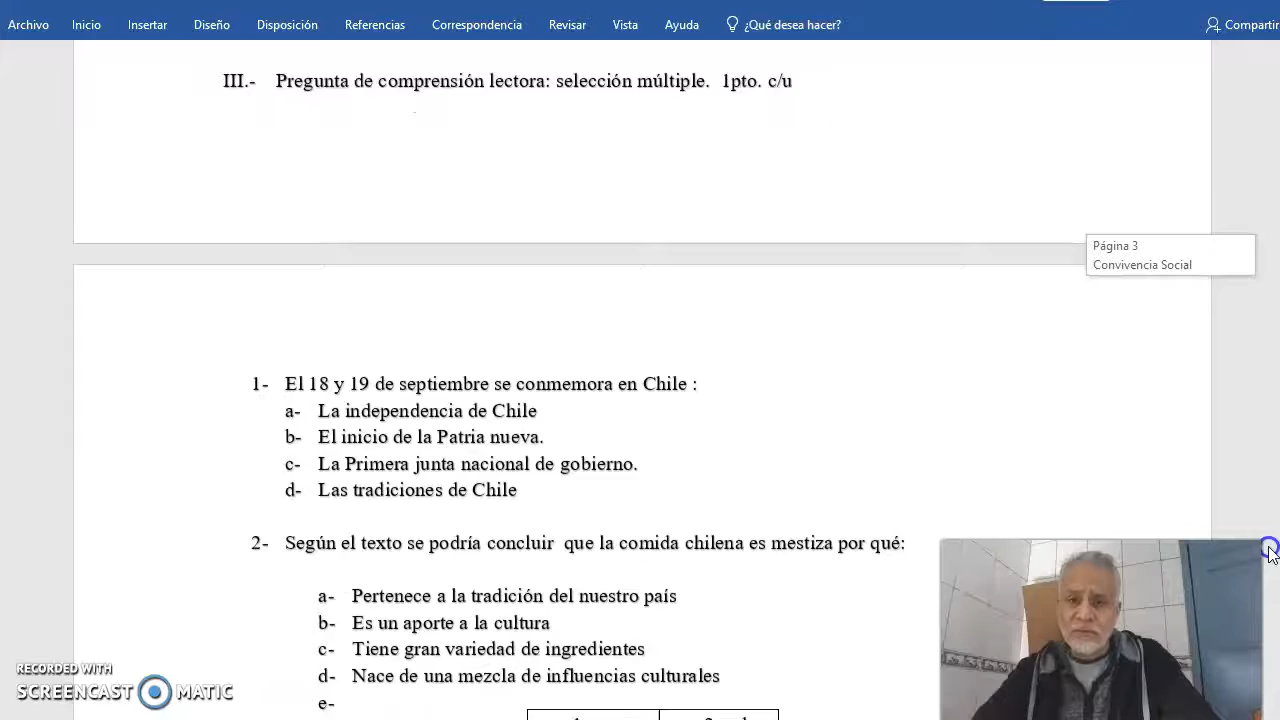 Archivo Inicio Insertar Diseño Disposición Referencias Correspondencia Revisar Vista Ayuda ¿Qué desea hacer? Compartir
III.- Pregunta de comprensión lectora: selección múltiple. 1pto. c/u
Página 3
Convivencia Social
1- El 18 y 19 de septiembre se conmemora en Chile :
a- La independencia de Chile
b- El inicio de la Patria nueva.
c- La Primera junta nacional de gobierno.
d- Las tradiciones de Chile
2- Según el texto se podría concluir que la comida chilena es mestiza por qué:
a- Pertenece a la tradición del nuestro país
b- Es un aporte a la cultura
c- Tiene gran variedad de ingredientes
d- Nace de una mezcla de influencias culturales
e-
RECORDED WITH
SCREENCAST MATIC